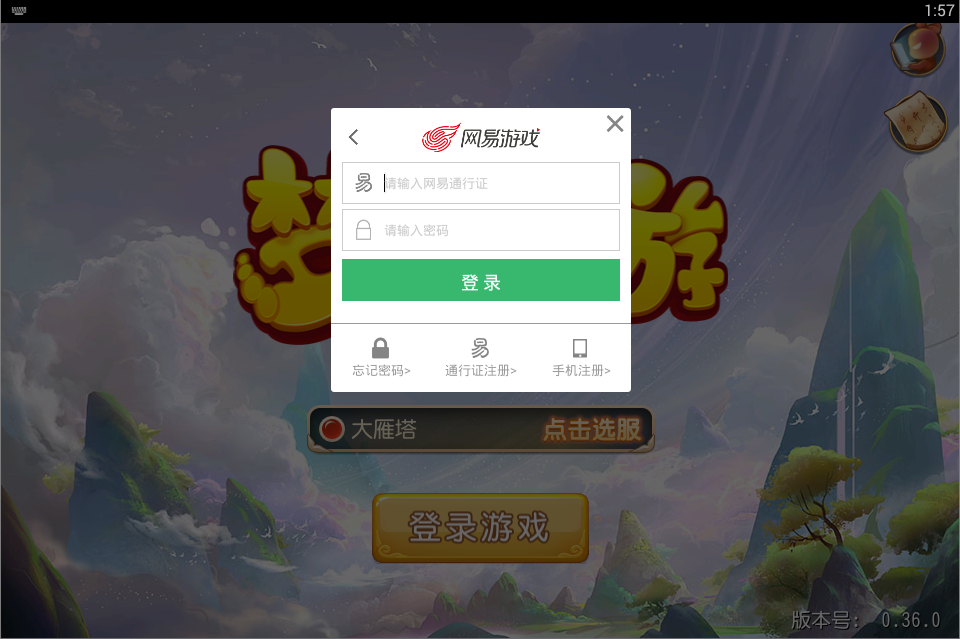 1:57
网易游戏
请输入网易通行证
请输入密码
登 录
忘记密码>
通行证注册>
手机注册>
游
大雁塔
点击选服
登录游戏
版本号: 0.36.0